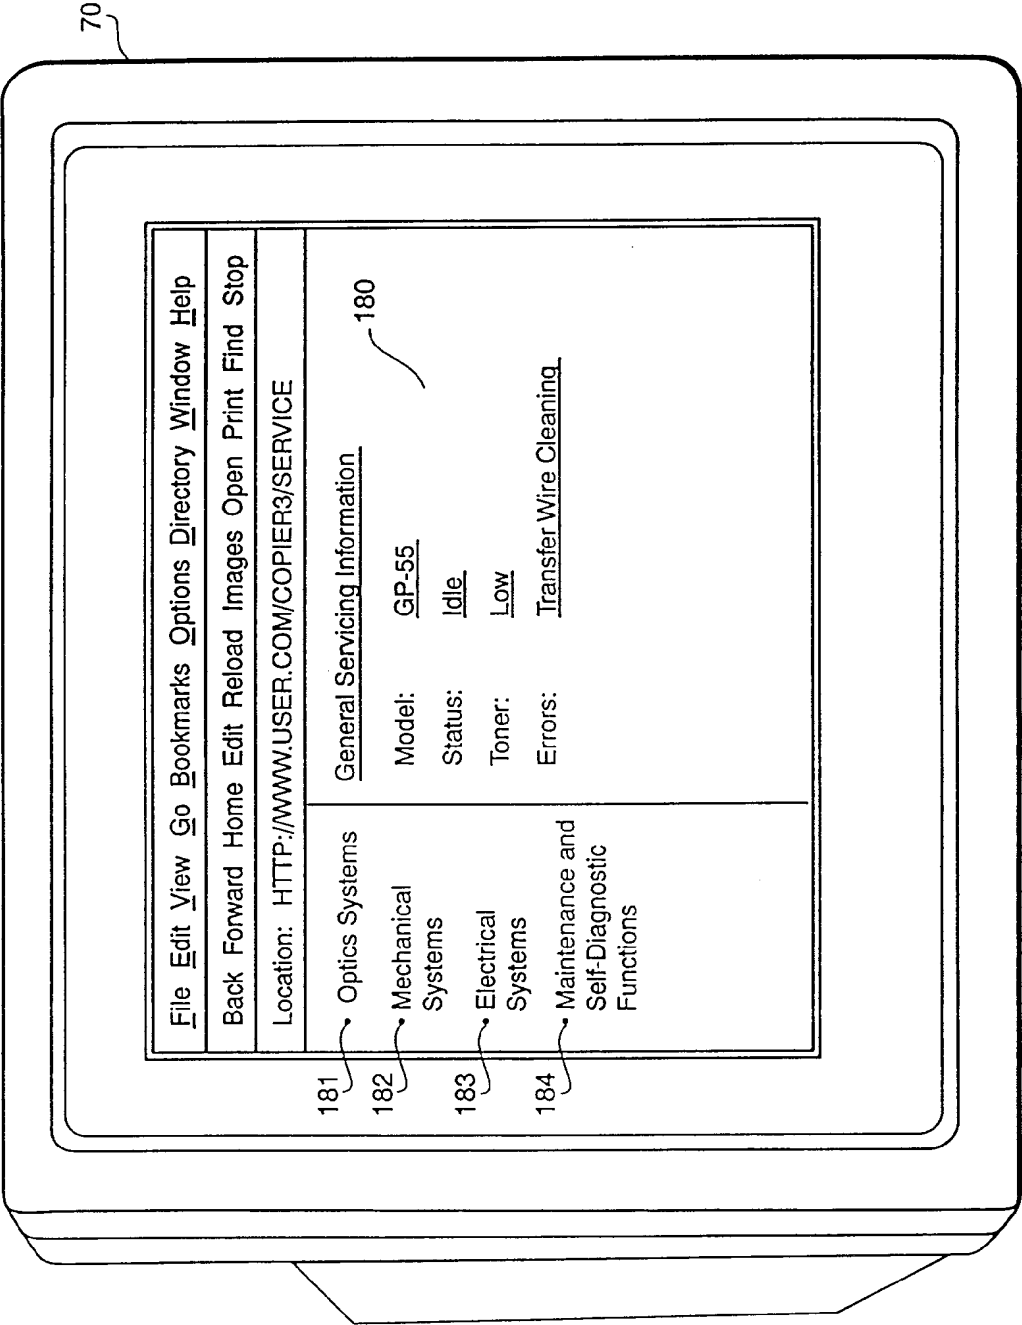 70
File Edit View Go Bookmarks Options Directory Window Help
Back Forward Home Edit Reload Images Open Print Find Stop
Location: HTTP://WWW.USER.COM/COPIER3/SERVICE
181
• Optics Systems
182
• Mechanical
Systems
183
• Electrical
Systems
184
• Maintenance and
Self-Diagnostic
Functions
General Servicing Information
180
Model: GP-55
Status: Idle
Toner: Low
Errors: Transfer Wire Cleaning